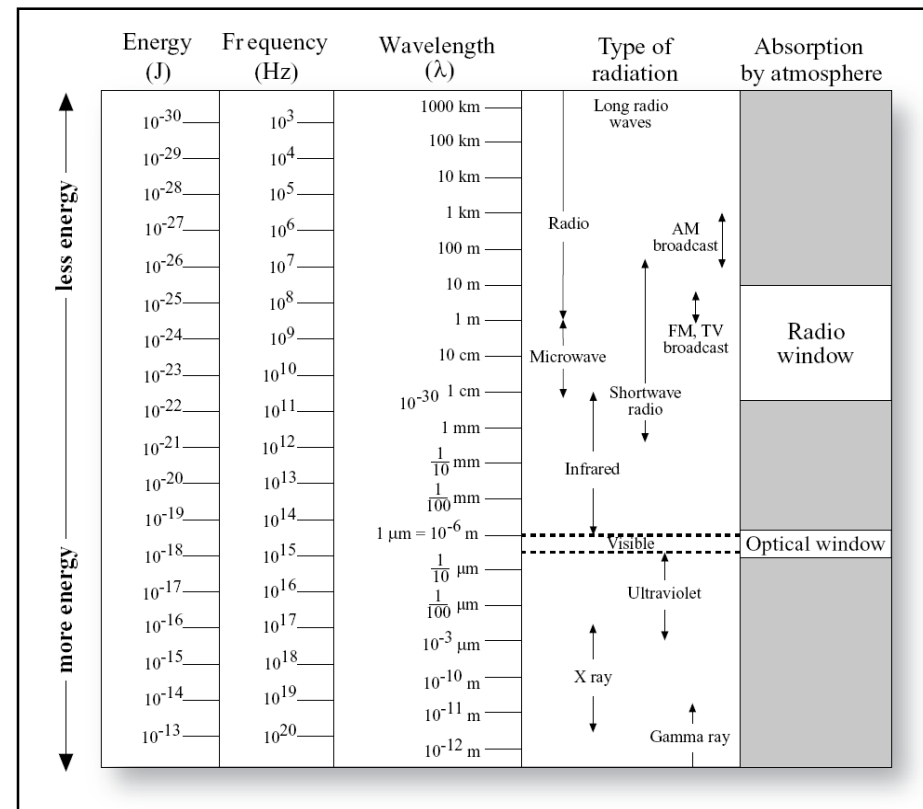 Energy
(J)
Fr equency
(Hz)
Wavelength
(λ)
Type of
radiation
Absorption
by atmosphere
less energy
more energy
10-30
10-29
10-28
10-27
10-26
10-25
10-24
10-23
10-22
10-21
10-20
10-19
10-18
10-17
10-16
10-15
10-14
10-13
103
104
105
106
107
108
109
1010
1011
1012
1013
1014
1015
1016
1017
1018
1019
1020
1000 km
100 km
10 km
1 km
100 m
10 m
1 m
10 cm
10-30 1 cm
1 mm
1/10 mm
1/100 mm
1 μm = 10-6 m
1/10 μm
1/100 μm
10-3 μm
10-10 m
10-11 m
10-12 m
Long radio
waves
Radio
AM
broadcast
FM, TV
broadcast
Microwave
Shortwave
radio
Infrared
Visible
Ultraviolet
X ray
Gamma ray
Radio
window
Optical window